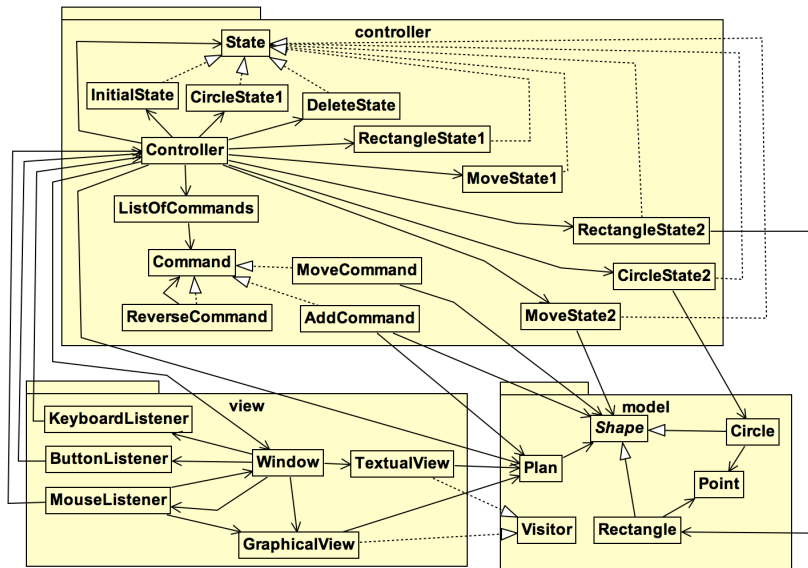 State
controller
InitialState
CircleState1
DeleteState
RectangleState1
Controller
MoveState1
ListOfCommands
RectangleState2
Command
MoveCommand
CircleState2
ReverseCommand
AddCommand
MoveState2
view
model
KeyboardListener
Shape
Circle
ButtonListener
Window
TextualView
Plan
Point
MouseListener
GraphicalView
Visitor
Rectangle